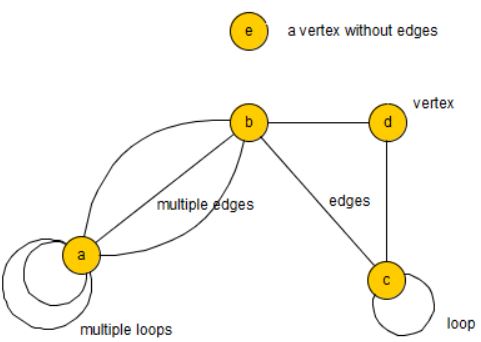 e
a vertex without edges
vertex
b
d
multiple edges
edges
a
c
multiple loops
loop